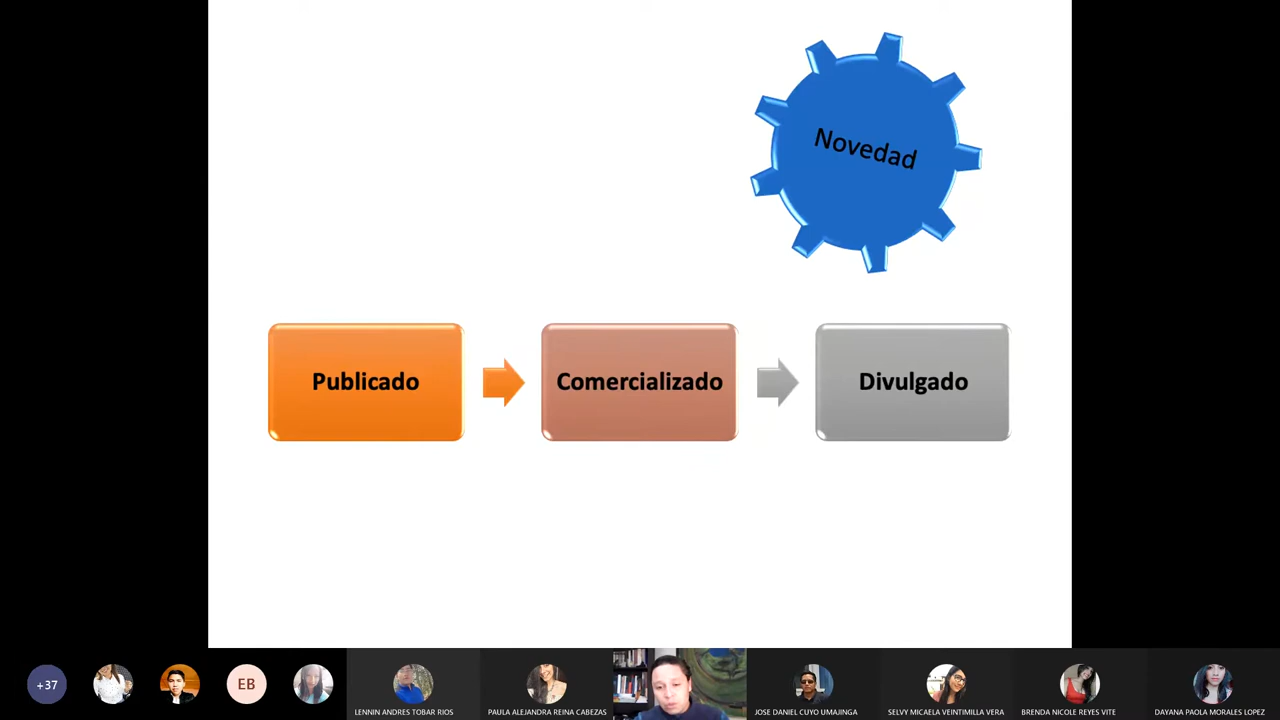 Novedad
Publicado
Comercializado
Divulgado
+37
EB
LENNIN ANDRES TOBAR RIOS
PAULA ALEJANDRA REINA CABEZAS
JOSE DANIEL CUYO UMAJINGA
SELVY MICAELA VEINTIMILLA VERA
BRENDA NICOLE REYES VITE
DAYANA PAOLA MORALES LOPEZ